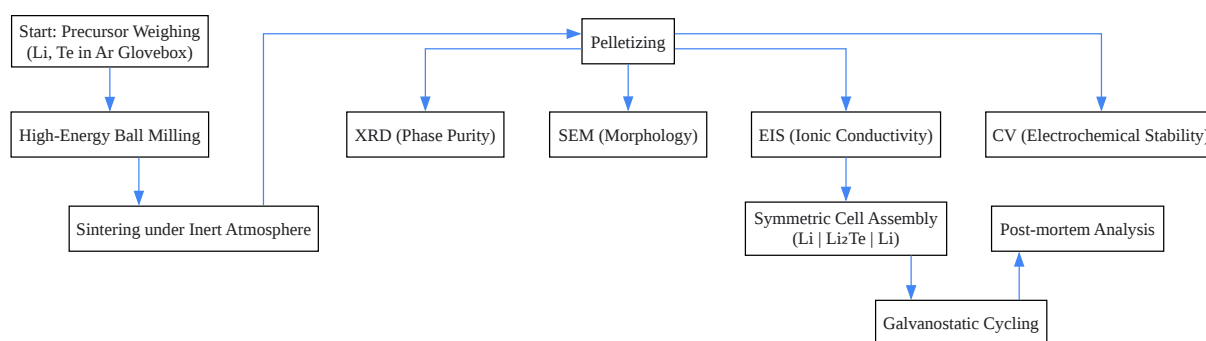 Start: Precursor Weighing
(Li, Te in Ar Glovebox)
Pelletizing
High-Energy Ball Milling
XRD (Phase Purity)
SEM (Morphology)
EIS (Ionic Conductivity)
CV (Electrochemical Stability)
Sintering under Inert Atmosphere
Symmetric Cell Assembly
(Li | Li₂Te | Li)
Post-mortem Analysis
Galvanostatic Cycling